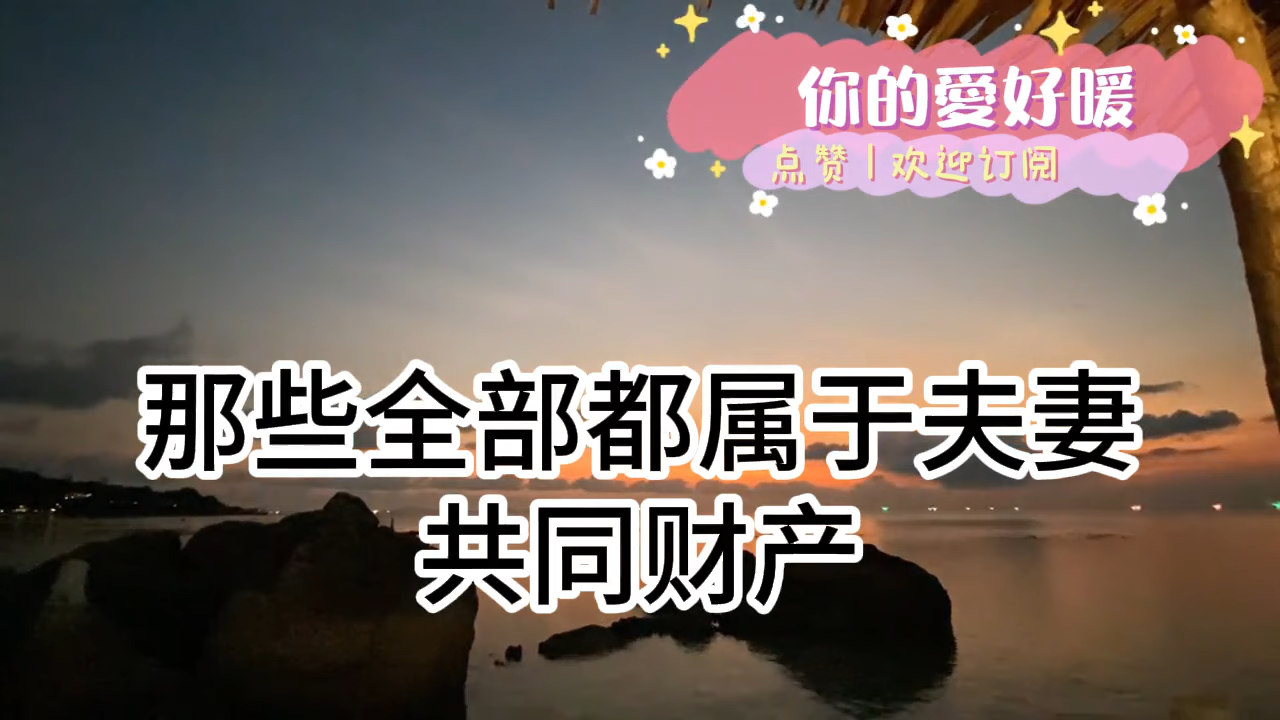 你的愛好暖
点赞 | 欢迎订阅
那些全部都属于夫妻
共同财产